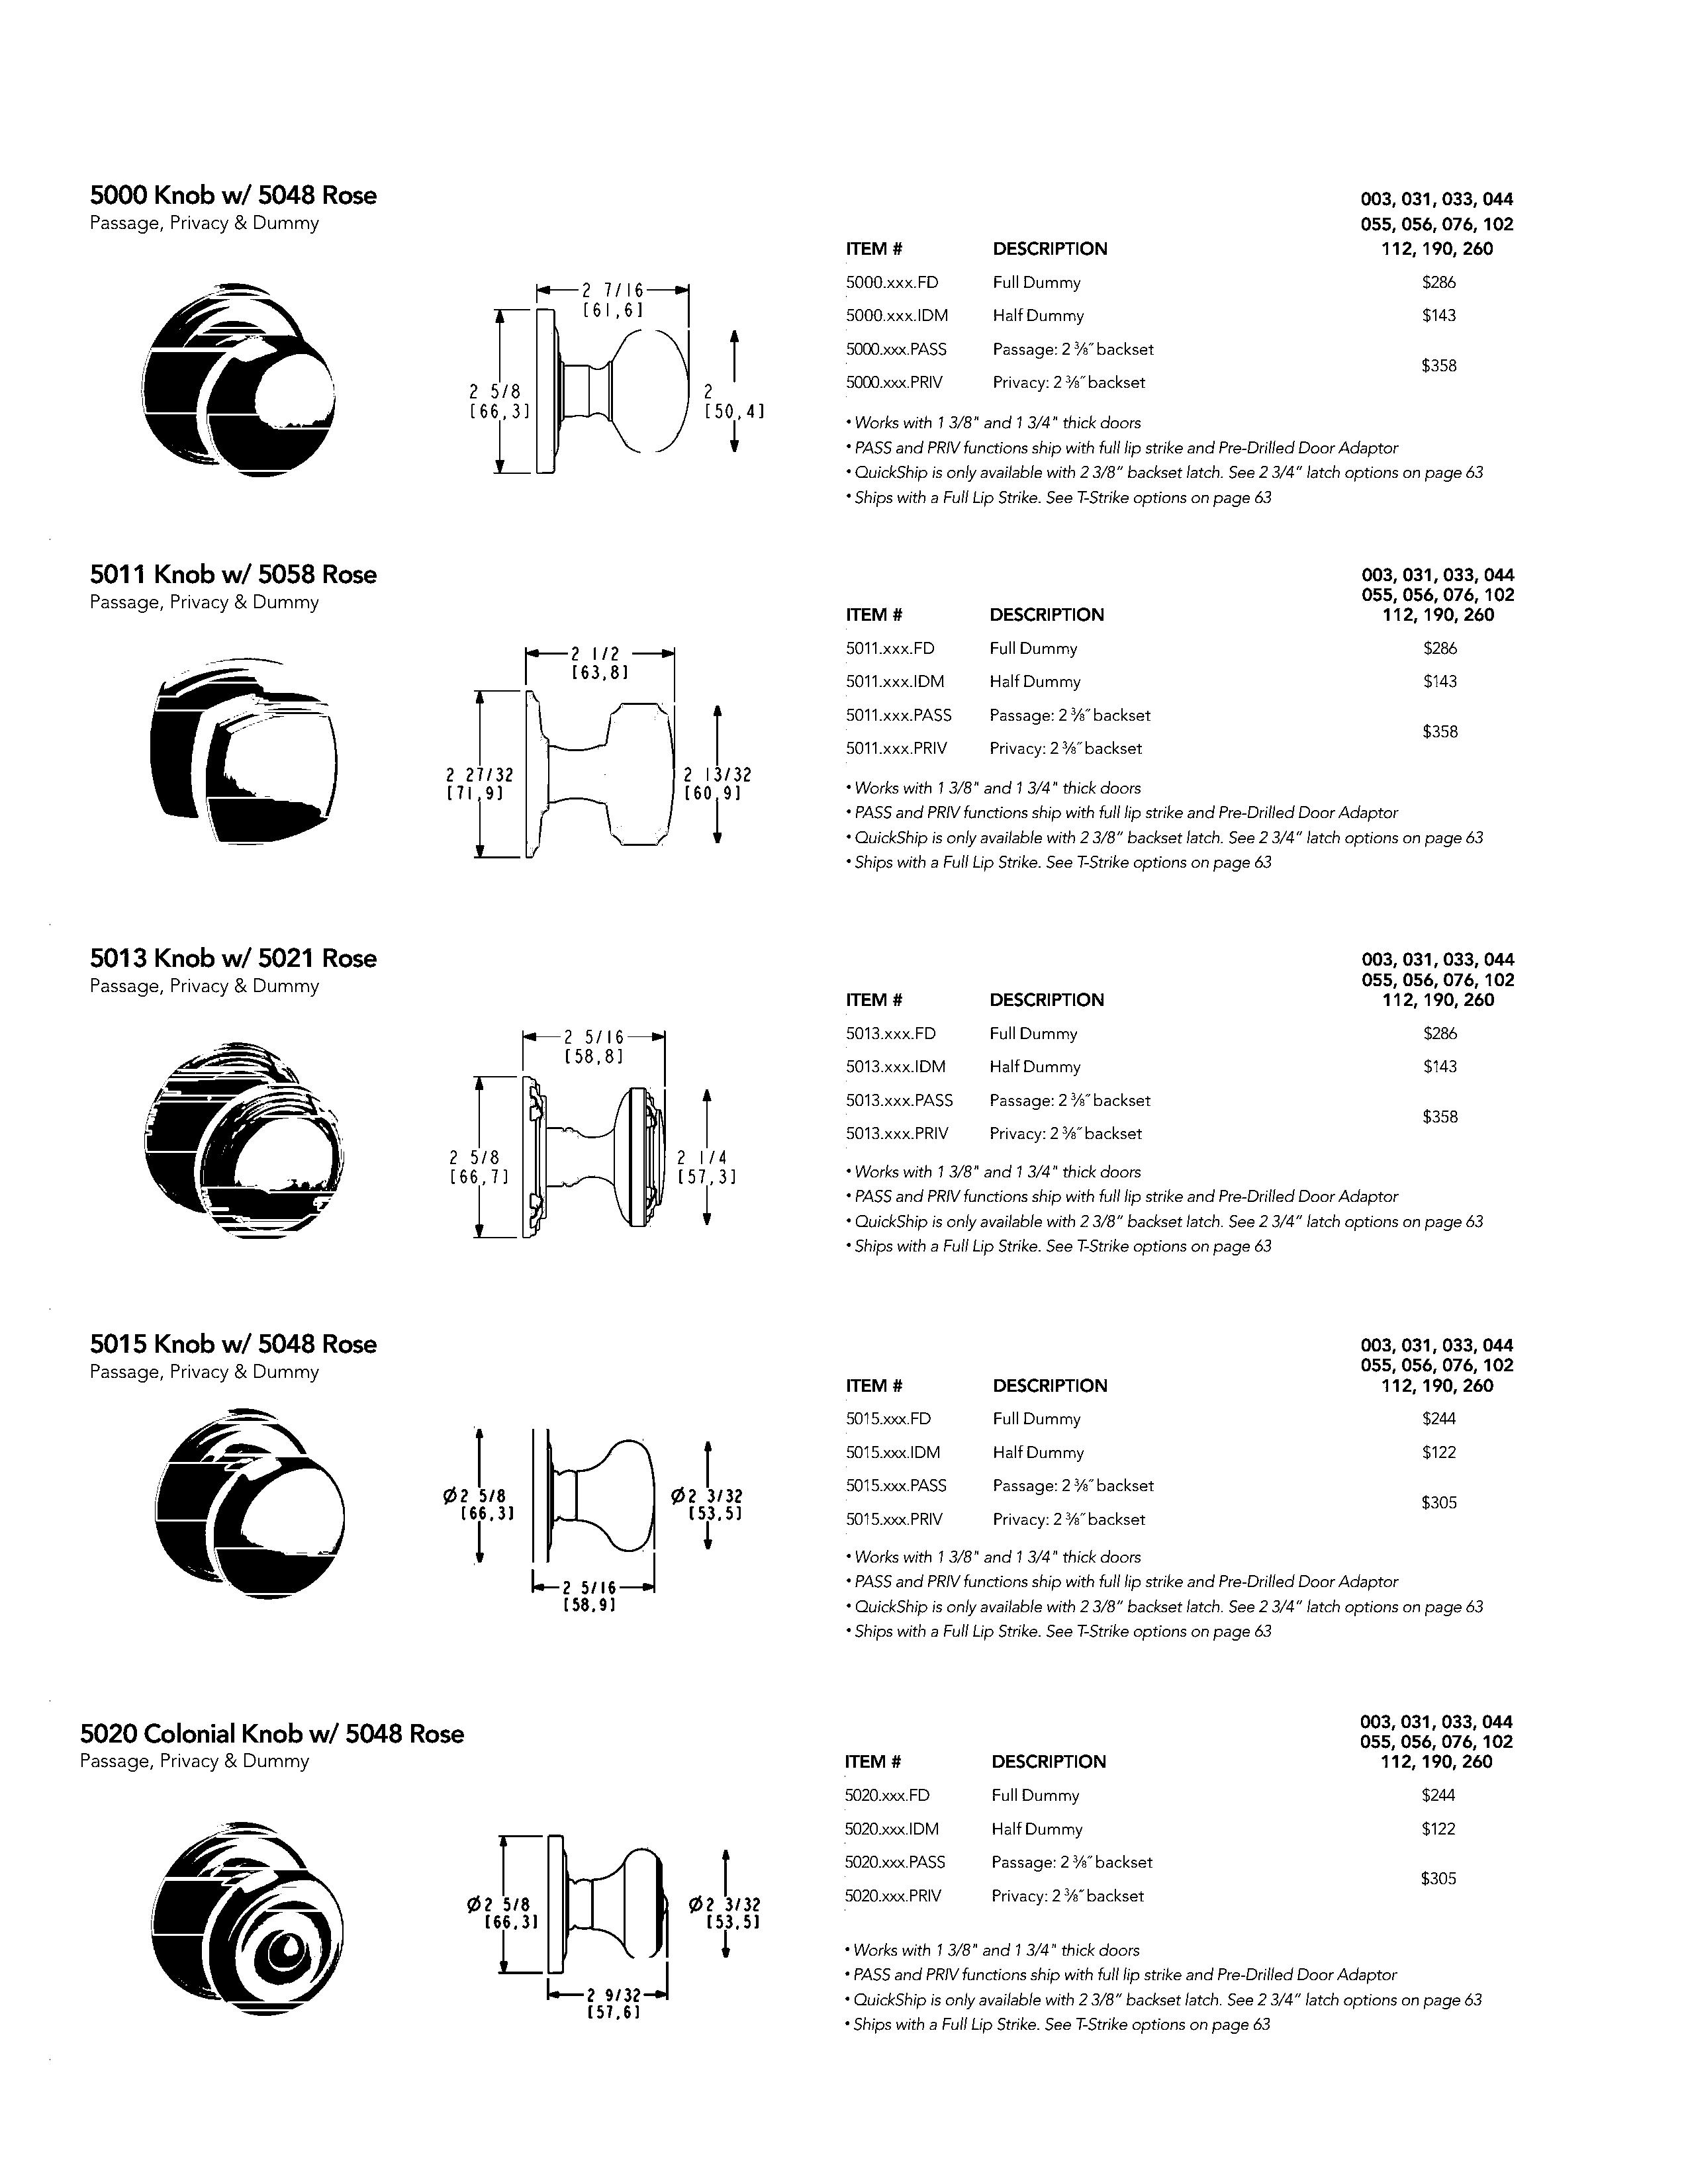 5000 Knob w/ 5048 Rose
Passage, Privacy & Dummy
003, 031, 033, 044
055, 056, 076, 102
ITEM # DESCRIPTION 112, 190, 260
5000.xxx.FD Full Dummy $286
5000.xxx.IDM Half Dummy $143
5000.xxx.PASS Passage: 2 ⅜″ backset
$358
5000.xxx.PRIV Privacy: 2 ⅜″ backset
2 7/16
[61,6]
2 5/8
[66,3]
2
[50,4]
• Works with 1 3/8" and 1 3/4" thick doors
• PASS and PRIV functions ship with full lip strike and Pre-Drilled Door Adaptor
• QuickShip is only available with 2 3/8” backset latch. See 2 3/4” latch options on page 63
• Ships with a Full Lip Strike. See T-Strike options on page 63
5011 Knob w/ 5058 Rose
Passage, Privacy & Dummy
003, 031, 033, 044
055, 056, 076, 102
ITEM # DESCRIPTION 112, 190, 260
5011.xxx.FD Full Dummy $286
5011.xxx.IDM Half Dummy $143
5011.xxx.PASS Passage: 2 ⅜″ backset
$358
5011.xxx.PRIV Privacy: 2 ⅜″ backset
2 1/2
[63,8]
2 27/32
[71,9]
2 13/32
[60,9]
• Works with 1 3/8" and 1 3/4" thick doors
• PASS and PRIV functions ship with full lip strike and Pre-Drilled Door Adaptor
• QuickShip is only available with 2 3/8” backset latch. See 2 3/4” latch options on page 63
• Ships with a Full Lip Strike. See T-Strike options on page 63
5013 Knob w/ 5021 Rose
Passage, Privacy & Dummy
003, 031, 033, 044
055, 056, 076, 102
ITEM # DESCRIPTION 112, 190, 260
5013.xxx.FD Full Dummy $286
5013.xxx.IDM Half Dummy $143
5013.xxx.PASS Passage: 2 ⅜″ backset
$358
5013.xxx.PRIV Privacy: 2 ⅜″ backset
2 5/16
[58,8]
2 5/8
[66,7]
2 1/4
[57,3]
• Works with 1 3/8" and 1 3/4" thick doors
• PASS and PRIV functions ship with full lip strike and Pre-Drilled Door Adaptor
• QuickShip is only available with 2 3/8” backset latch. See 2 3/4” latch options on page 63
• Ships with a Full Lip Strike. See T-Strike options on page 63
5015 Knob w/ 5048 Rose
Passage, Privacy & Dummy
003, 031, 033, 044
055, 056, 076, 102
ITEM # DESCRIPTION 112, 190, 260
5015.xxx.FD Full Dummy $244
5015.xxx.IDM Half Dummy $122
5015.xxx.PASS Passage: 2 ⅜″ backset
$305
5015.xxx.PRIV Privacy: 2 ⅜″ backset
Ø2 5/8
[66,3]
Ø2 3/32
[53,5]
2 5/16
[58,9]
• Works with 1 3/8" and 1 3/4" thick doors
• PASS and PRIV functions ship with full lip strike and Pre-Drilled Door Adaptor
• QuickShip is only available with 2 3/8” backset latch. See 2 3/4” latch options on page 63
• Ships with a Full Lip Strike. See T-Strike options on page 63
5020 Colonial Knob w/ 5048 Rose
Passage, Privacy & Dummy
003, 031, 033, 044
055, 056, 076, 102
ITEM # DESCRIPTION 112, 190, 260
5020.xxx.FD Full Dummy $244
5020.xxx.IDM Half Dummy $122
5020.xxx.PASS Passage: 2 ⅜″ backset
$305
5020.xxx.PRIV Privacy: 2 ⅜″ backset
Ø2 5/8
[66,3]
Ø2 3/32
[53,5]
2 9/32
[57,6]
• Works with 1 3/8" and 1 3/4" thick doors
• PASS and PRIV functions ship with full lip strike and Pre-Drilled Door Adaptor
• QuickShip is only available with 2 3/8” backset latch. See 2 3/4” latch options on page 63
• Ships with a Full Lip Strike. See T-Strike options on page 63